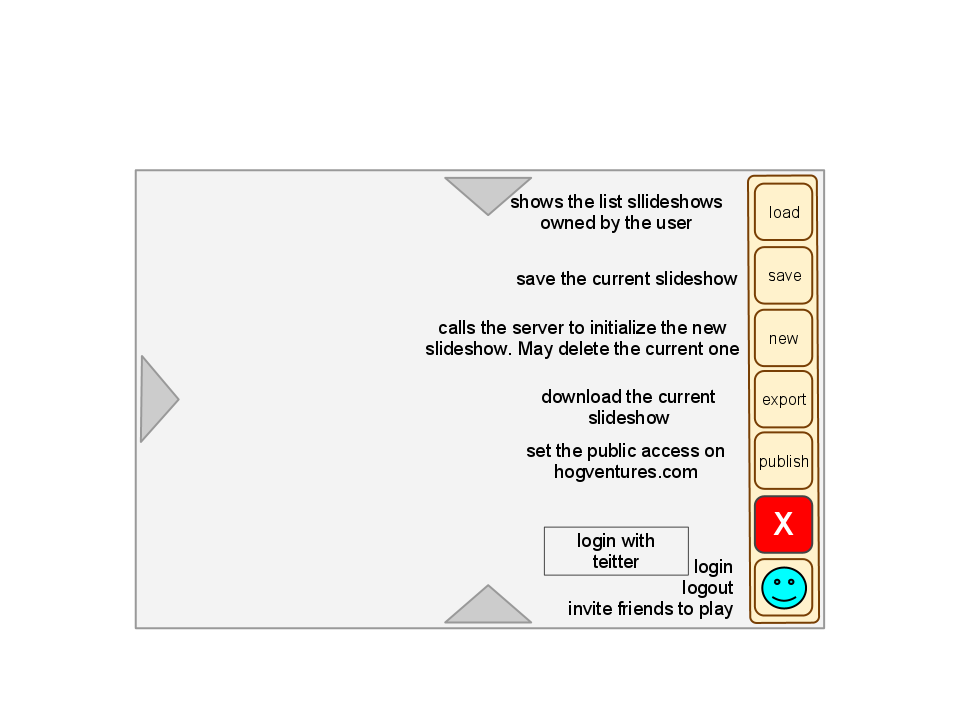 shows the list sllideshows
owned by the user
load
save the current slideshow
save
calls the server to initialize the new
slideshow. May delete the current one
new
download the current
slideshow
export
set the public access on
hogventures.com
publish
X
login with
teitter
login
logout
invite friends to play